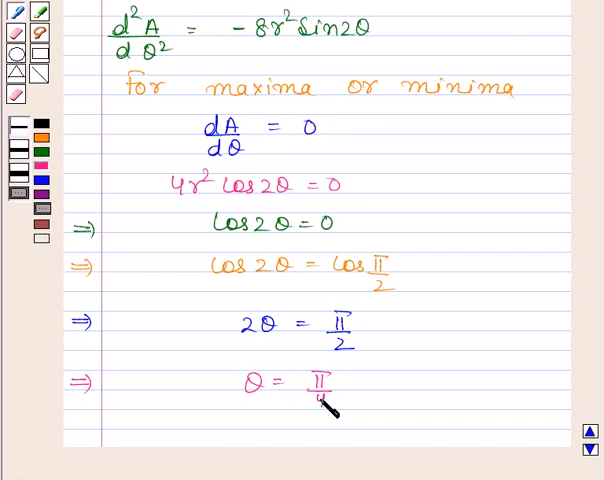 d²A/dθ² = - 8r² sin2θ
For maxima or minima
dA/dθ = 0
4r² cos2θ = 0
⇒ cos2θ = 0
⇒ cos2θ = cos π/2
⇒ 2θ = π/2
⇒ θ = π/4